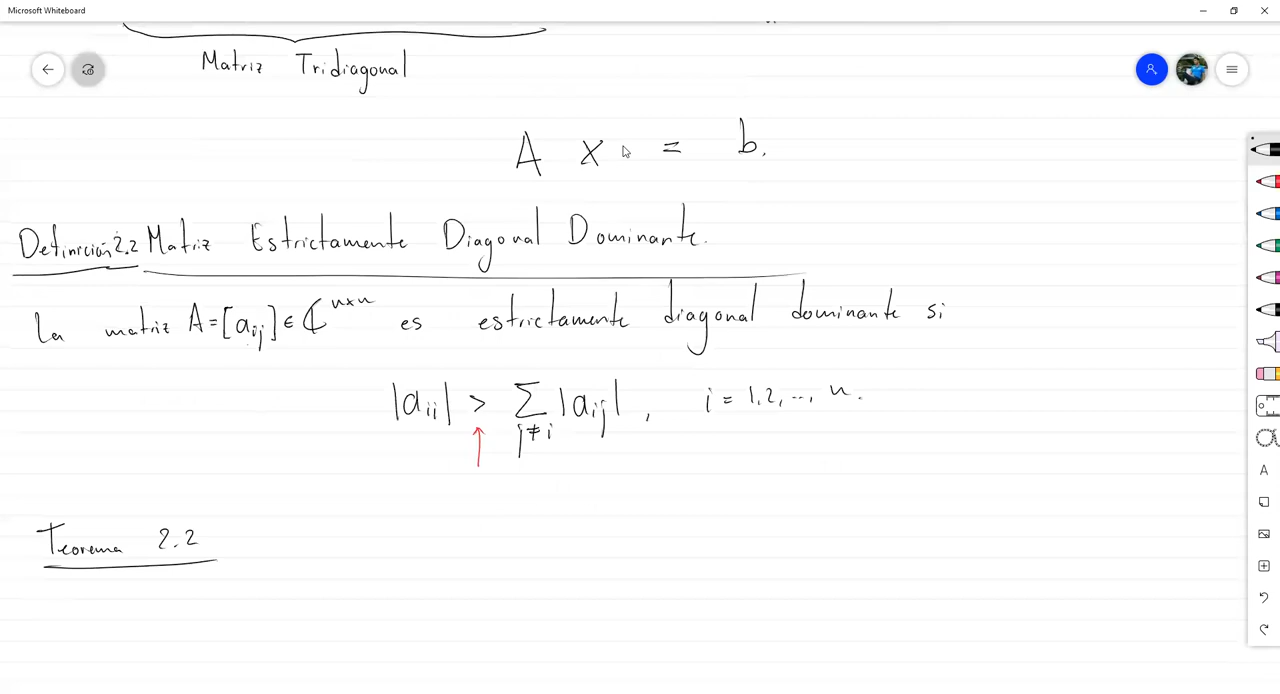 Microsoft Whiteboard
Matriz Tridiagonal
A x = b.
Definición 2.2 Matriz Estrictamente Diagonal Dominante.
La matriz A = [aij] ∈ ℂ^{n×n} es estrictamente diagonal dominante si
|aii| > ∑_{j≠i} |aij| , i = 1,2,..., n.
Teorema 2.2
A